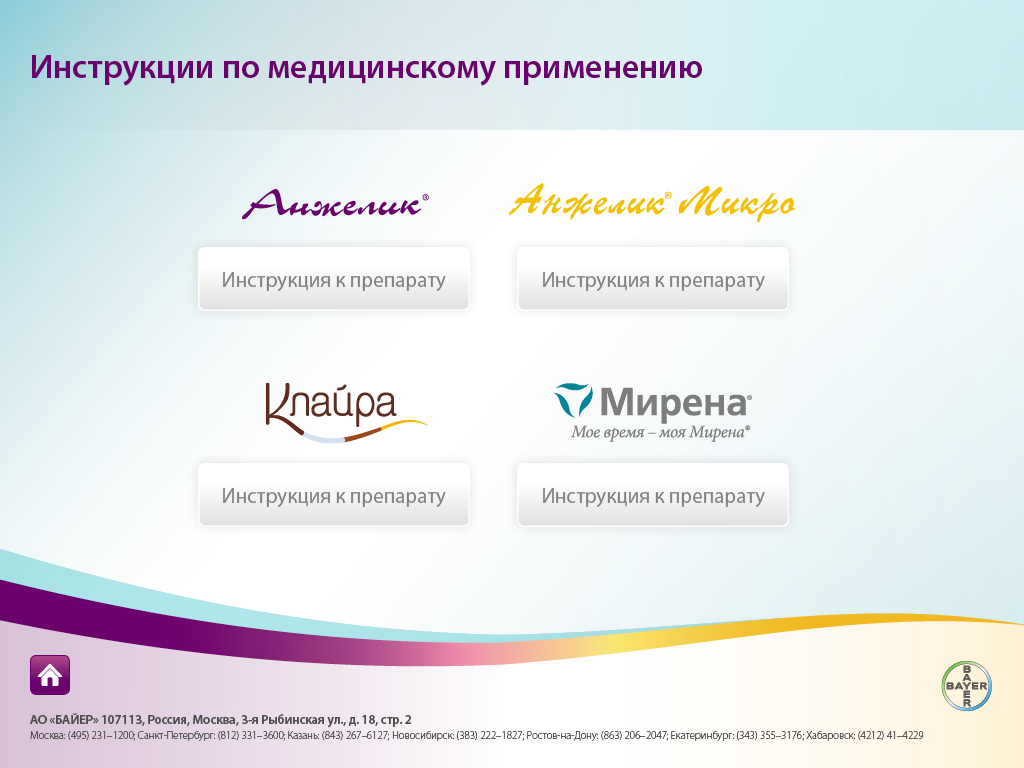 Инструкции по медицинскому применению
Анжелик®
Анжелик® Микро
Инструкция к препарату
Инструкция к препарату
Клайра
Мирена®
Мое время – моя Мирена®
Инструкция к препарату
Инструкция к препарату
BAYER
BAYER
АО «БАЙЕР» 107113, Россия, Москва, 3-я Рыбинская ул., д. 18, стр. 2
Москва: (495) 231–1200; Санкт-Петербург: (812) 331–3600; Казань: (843) 267–6127; Новосибирск: (383) 222–1827; Ростов-на-Дону: (863) 206–2047; Екатеринбург: (343) 355–3176; Хабаровск: (4212) 41–4229